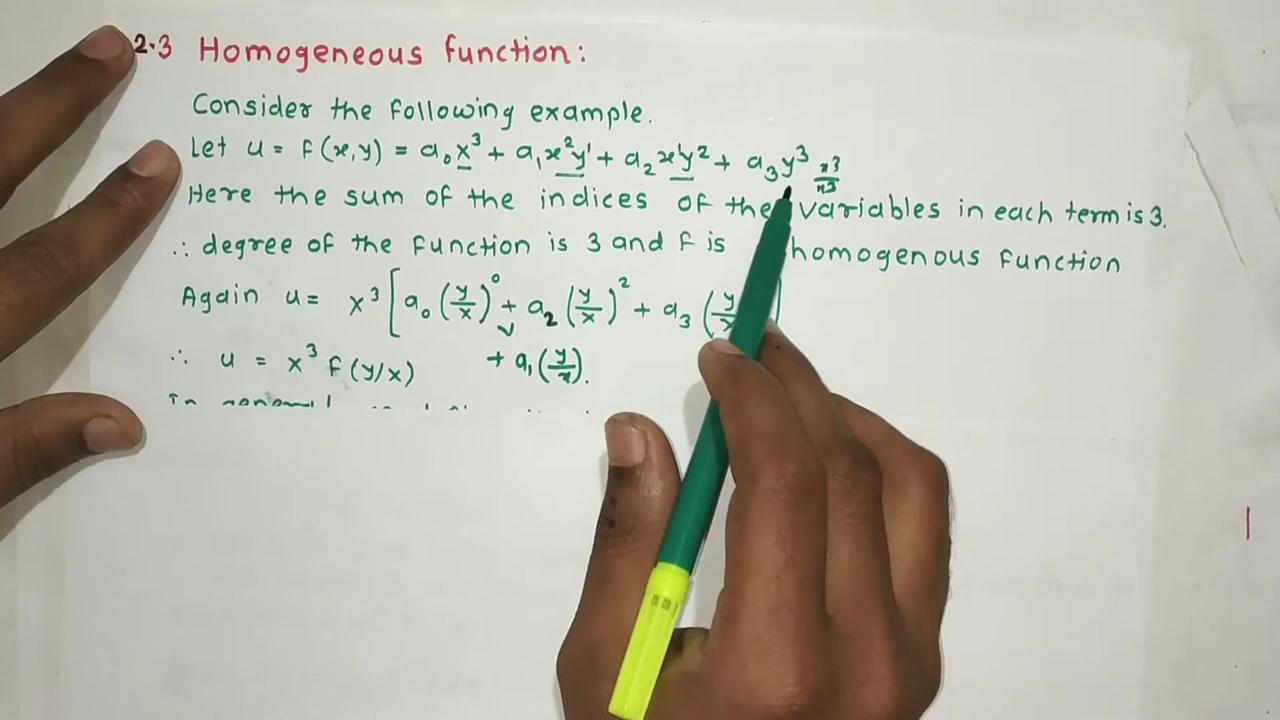 2.3 Homogeneous function:
Consider the following example.
Let u = f(x,y) = a₀x³ + a₁x²y¹ + a₂x¹y² + a₃y³ x³/x³
Here the sum of the indices of the variables in each term is 3.
∴ degree of the function is 3 and f is homogenous function
Again u = x³ [a₀(y/x)⁰ + a₂(y/x)² + a₃(y/x
∴ u = x³ f(y/x) + a₁(y/x).